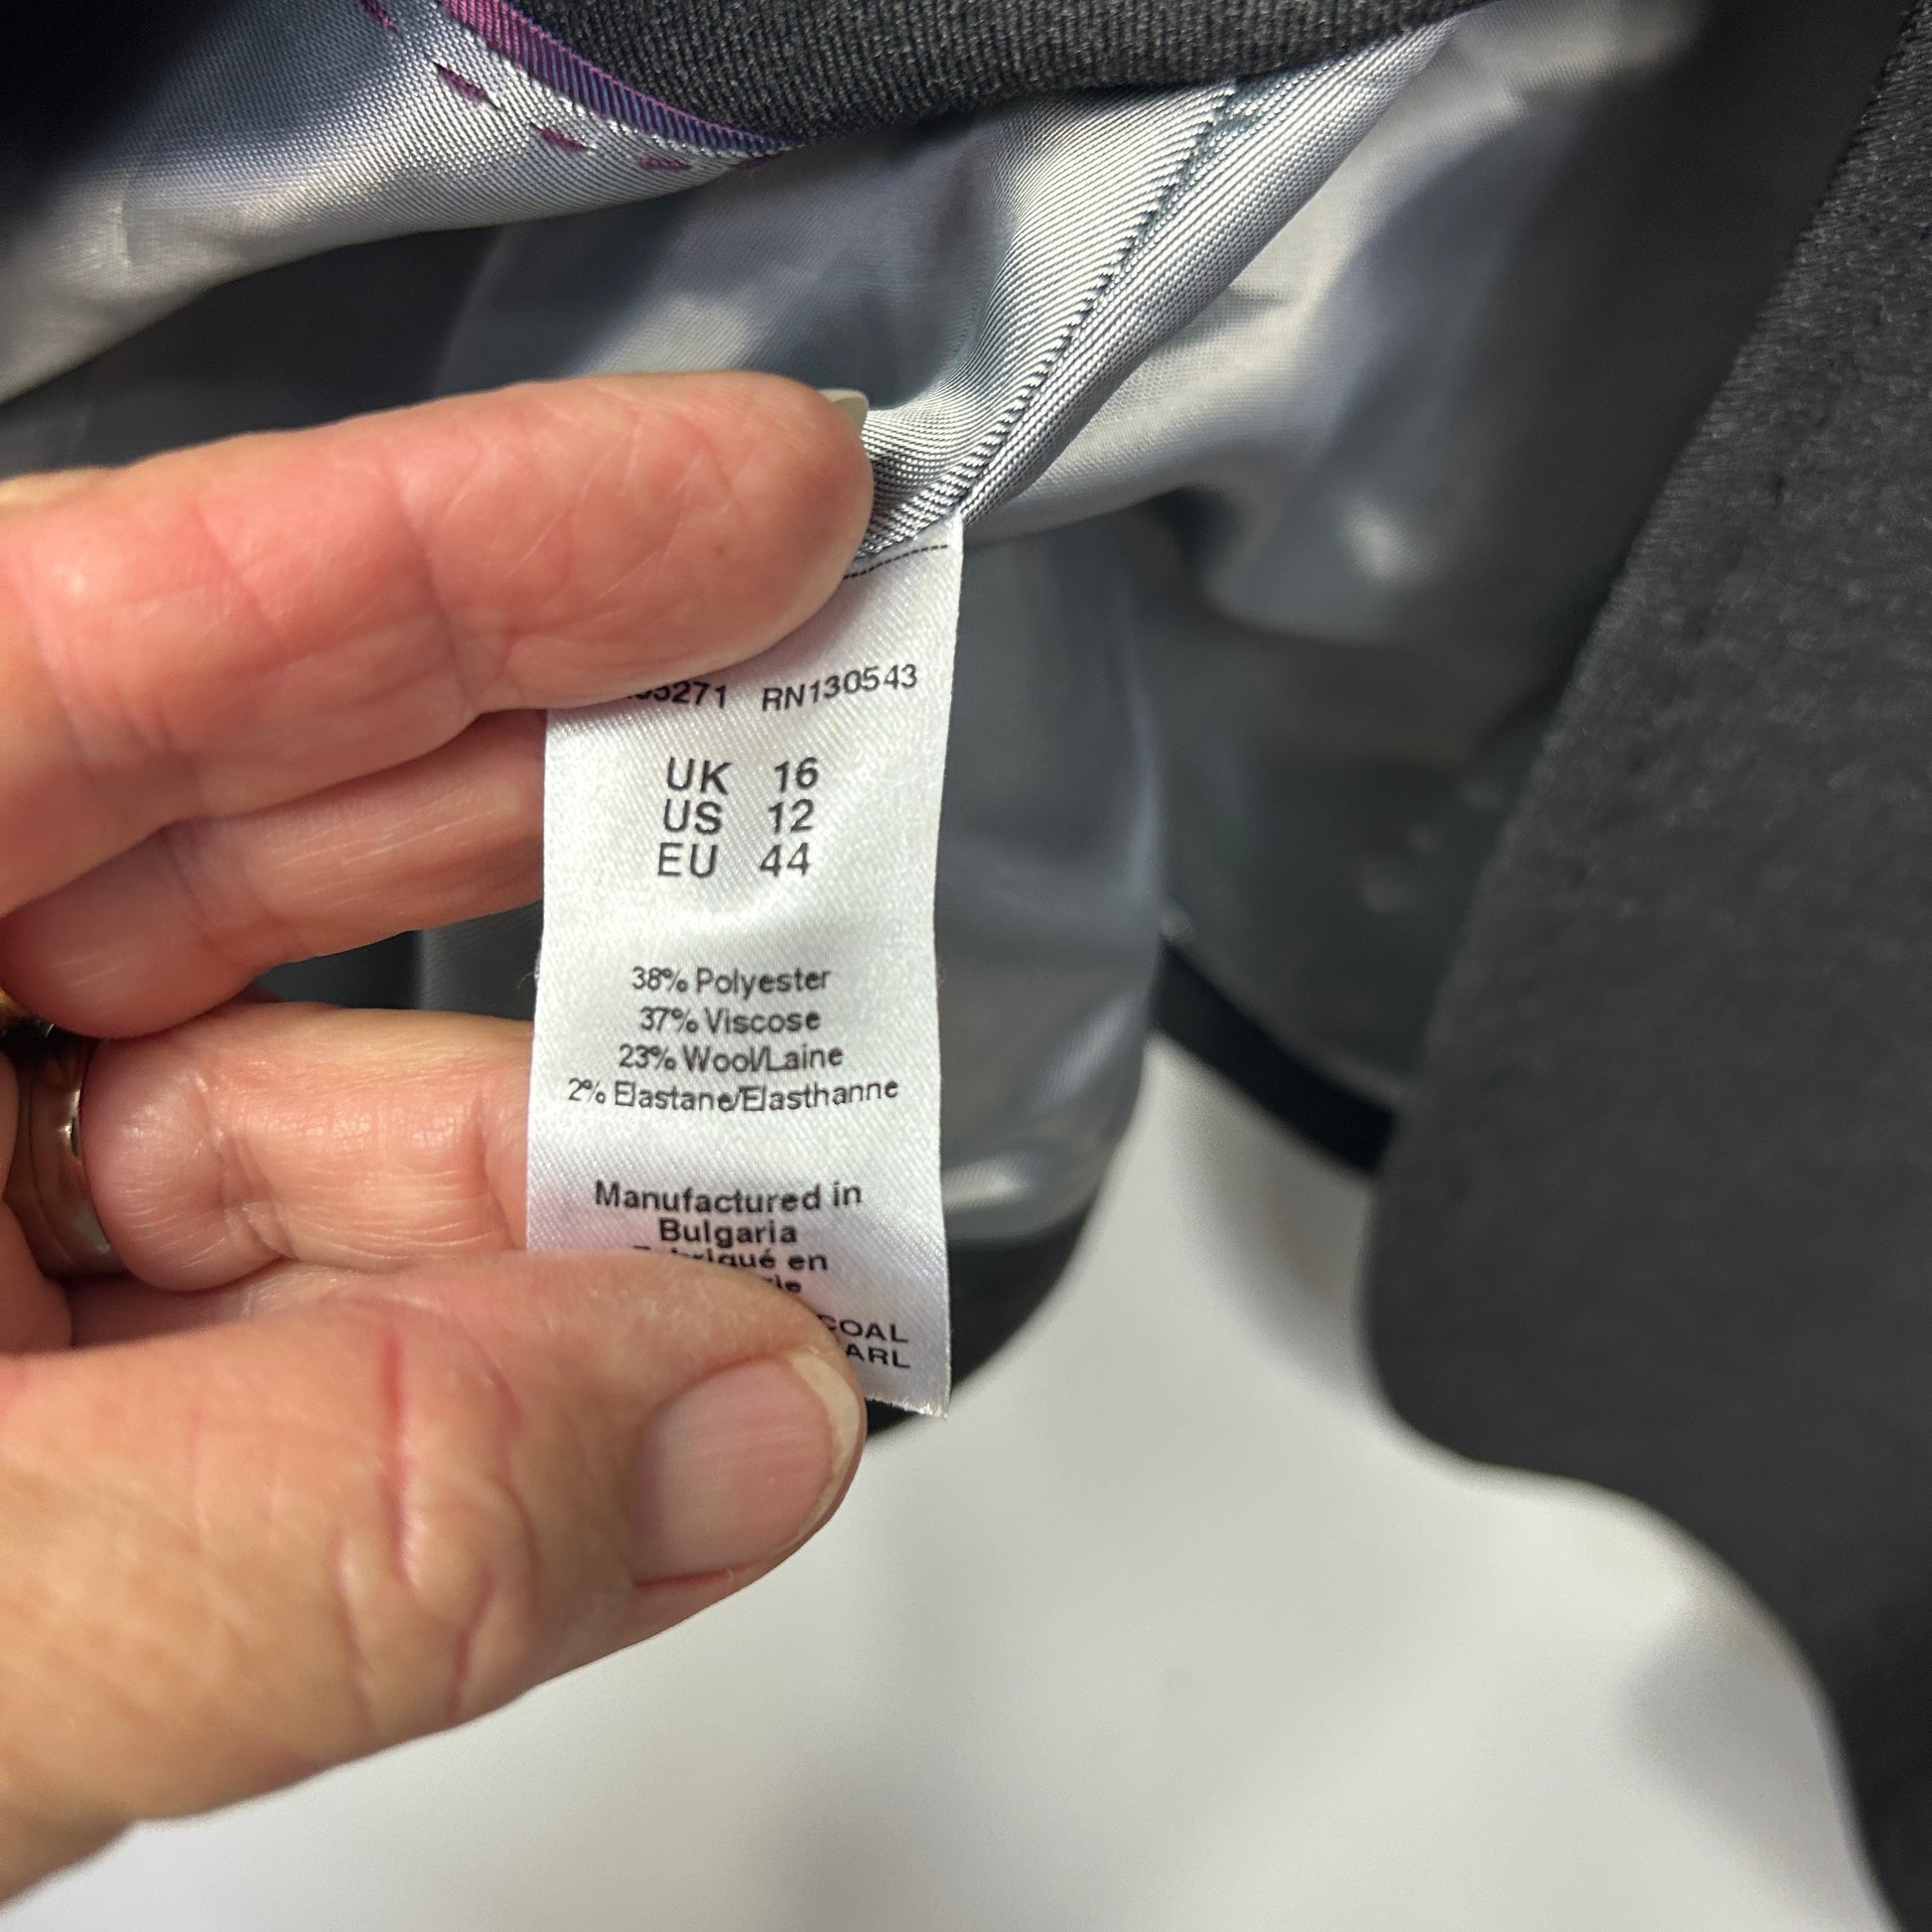 RN130543
UK 16
US 12
EU 44
38% Polyester
37% Viscose
23% Wool/Laine
2% Elastane/Elasthanne
Manufactured in
Bulgaria
en